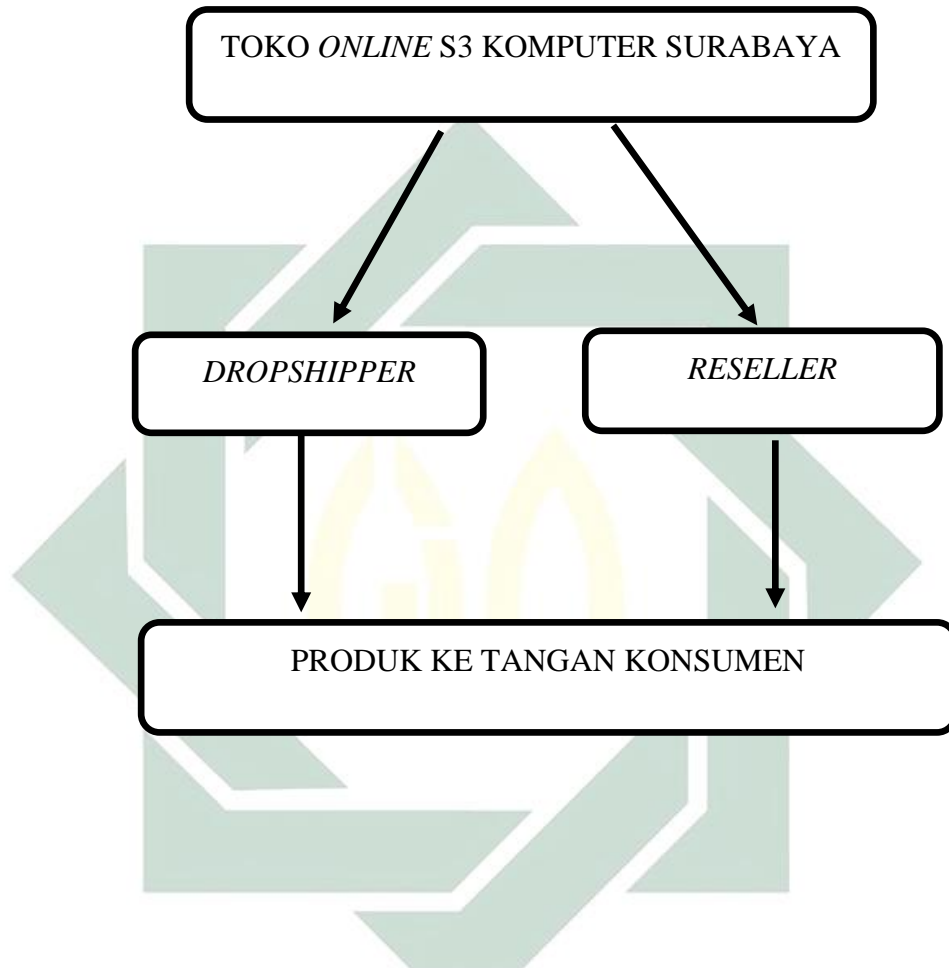 TOKO ONLINE S3 KOMPUTER SURABAYA
DROPSHIPPER
RESELLER
PRODUK KE TANGAN KONSUMEN